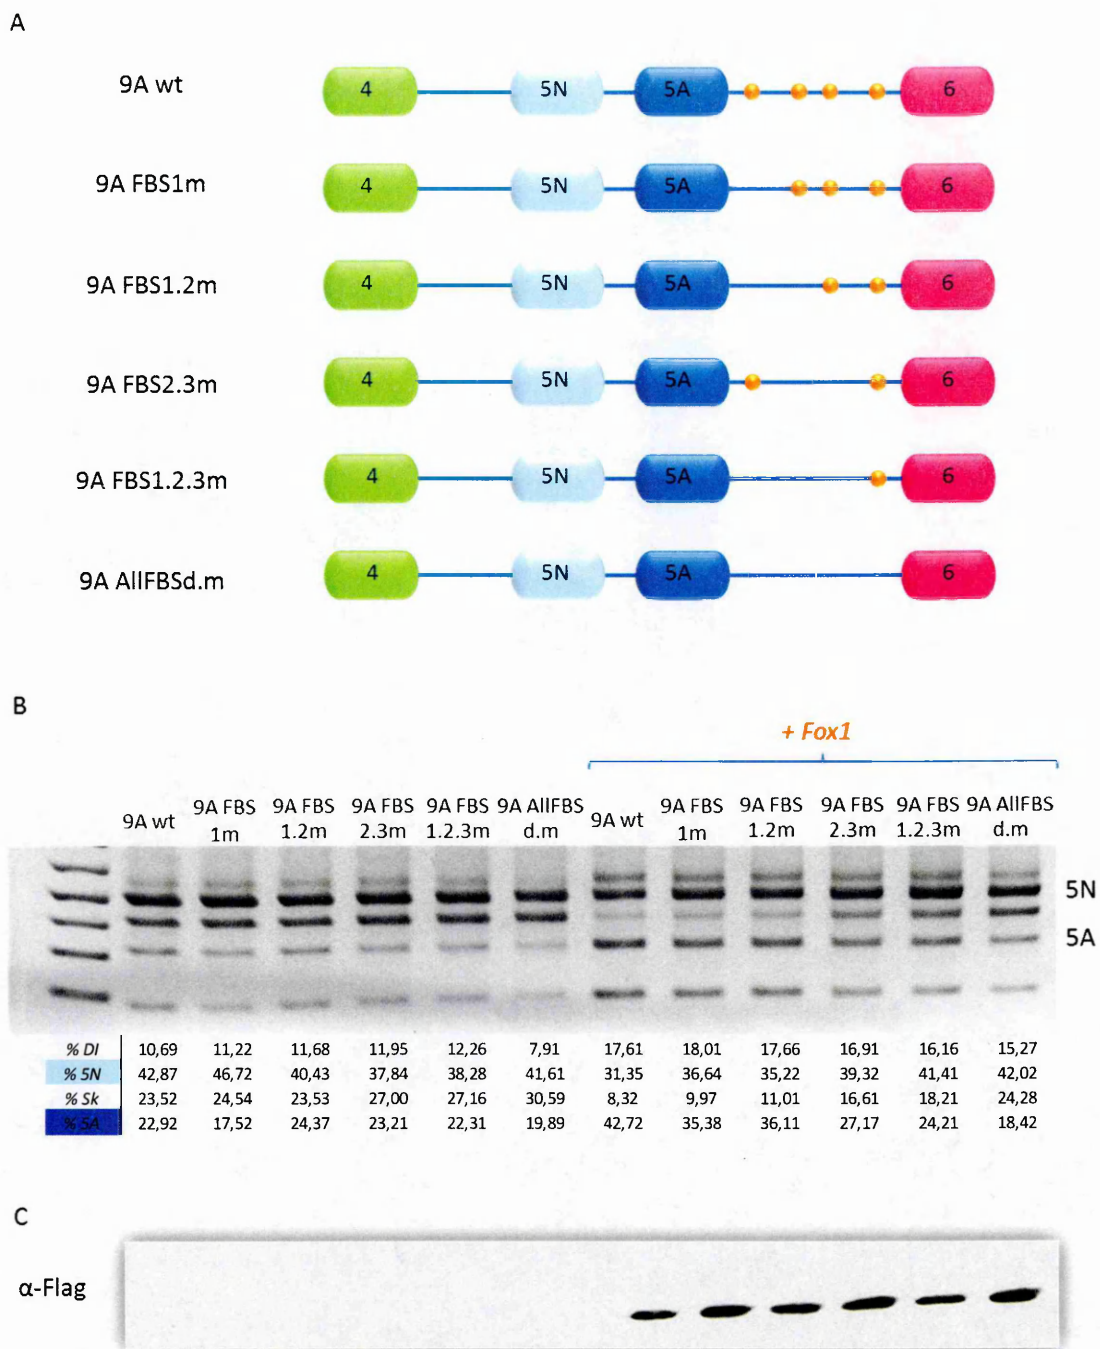 A
9A wt 4 5N 5A 6
9A FBS1m 4 5N 5A 6
9A FBS1.2m 4 5N 5A 6
9A FBS2.3m 4 5N 5A 6
9A FBS1.2.3m 4 5N 5A 6
9A AllFBSd.m 4 5N 5A 6
B
+ Fox1
9A wt 9A FBS 1m 9A FBS 1.2m 9A FBS 2.3m 9A FBS 1.2.3m 9A AllFBS d.m 9A wt 9A FBS 1m 9A FBS 1.2m 9A FBS 2.3m 9A FBS 1.2.3m 9A AllFBS d.m
5N
5A
% DI 10,69 11,22 11,68 11,95 12,26 7,91 17,61 18,01 17,66 16,91 16,16 15,27
% 5N 42,87 46,72 40,43 37,84 38,28 41,61 31,35 36,64 35,22 39,32 41,41 42,02
% Sk 23,52 24,54 23,53 27,00 27,16 30,59 8,32 9,97 11,01 16,61 18,21 24,28
% 5A 22,92 17,52 24,37 23,21 22,31 19,89 42,72 35,38 36,11 27,17 24,21 18,42
C
α-Flag